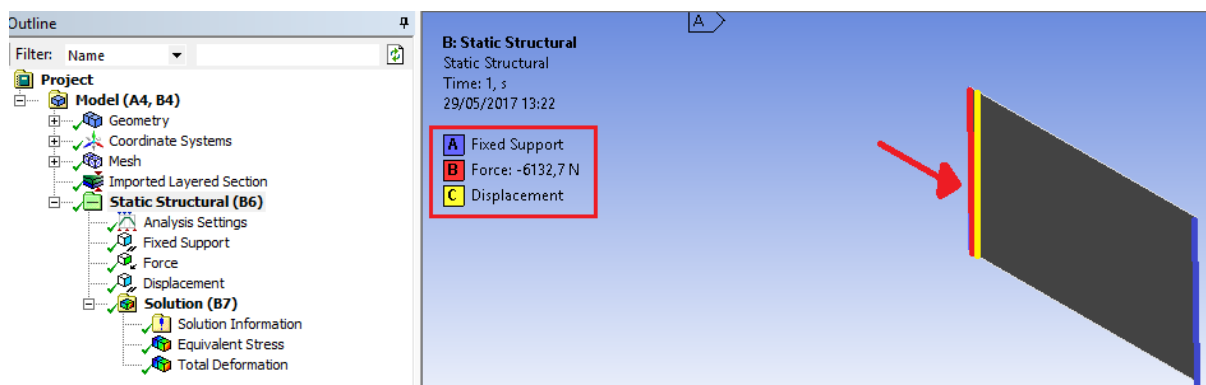 Outline
Filter: Name
Project
Model (A4, B4)
Geometry
Coordinate Systems
Mesh
Imported Layered Section
Static Structural (B6)
Analysis Settings
Fixed Support
Force
Displacement
Solution (B7)
Solution Information
Equivalent Stress
Total Deformation
A
B: Static Structural
Static Structural
Time: 1, s
29/05/2017 13:22
A Fixed Support
B Force: -6132,7 N
C Displacement